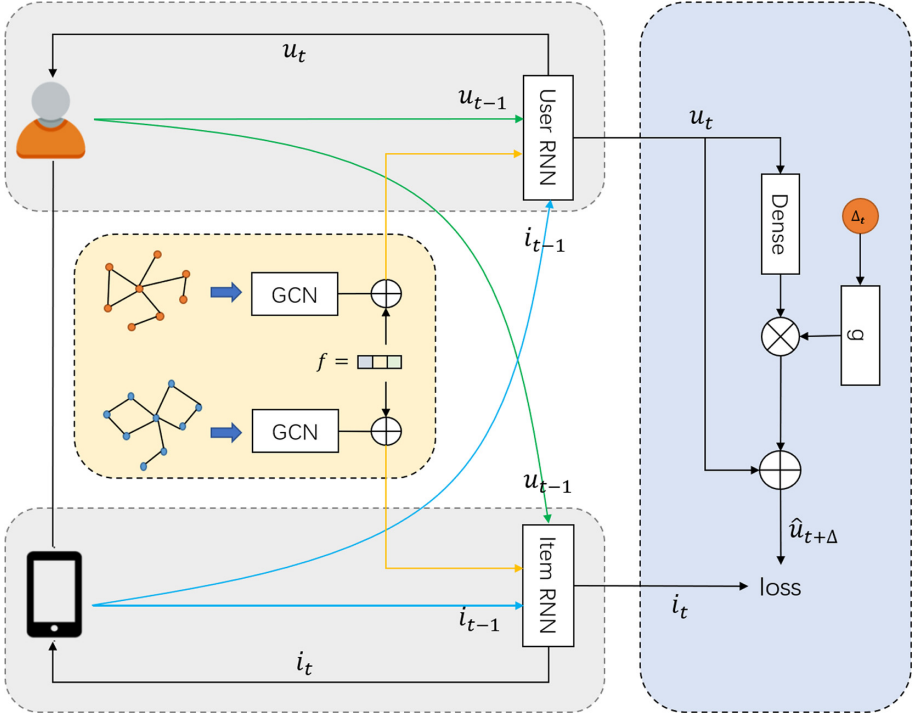 u_t
u_{t-1}
User RNN
u_t
Dense
Δ_t
i_{t-1}
GCN
g
f =
GCN
u_{t-1}
û_{t+Δ}
Item RNN
loss
i_{t-1}
i_t
i_t